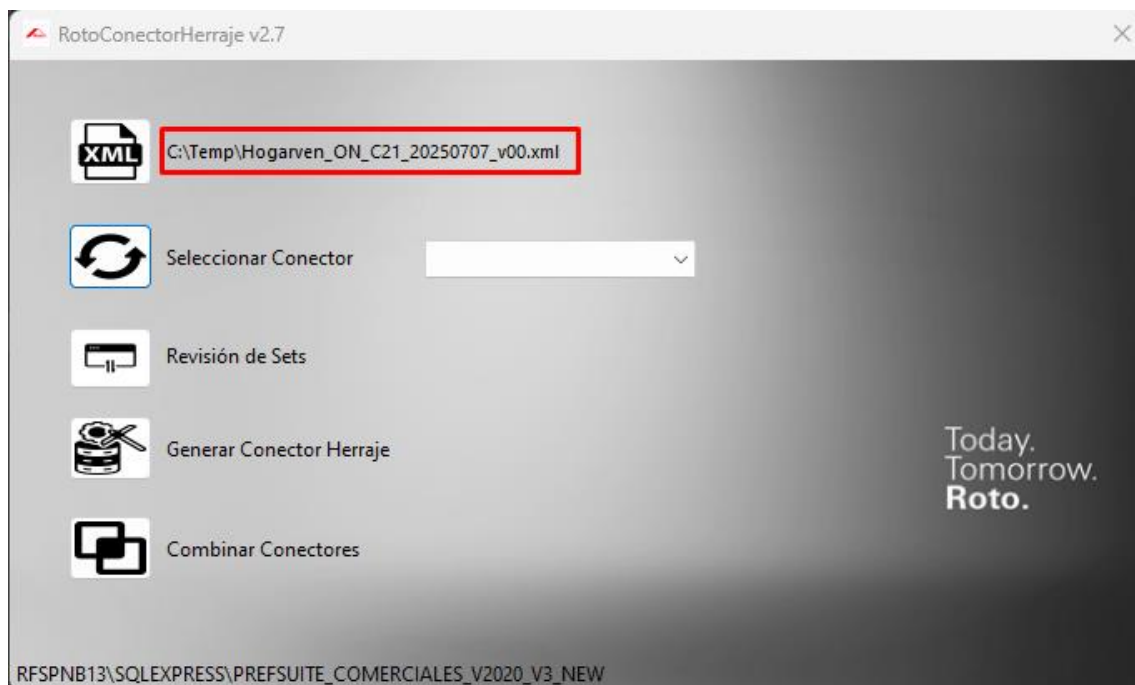 RotoConectorHerraje v2.7
XML
C:\Temp\Hogarven_ON_C21_20250707_v00.xml
Seleccionar Conector
Revisión de Sets
Generar Conector Herraje
Combinar Conectores
Today.
Tomorrow.
Roto.
RFSPNB13\SQLEXPRESS\PREFSUITE_COMERCIALES_V2020_V3_NEW